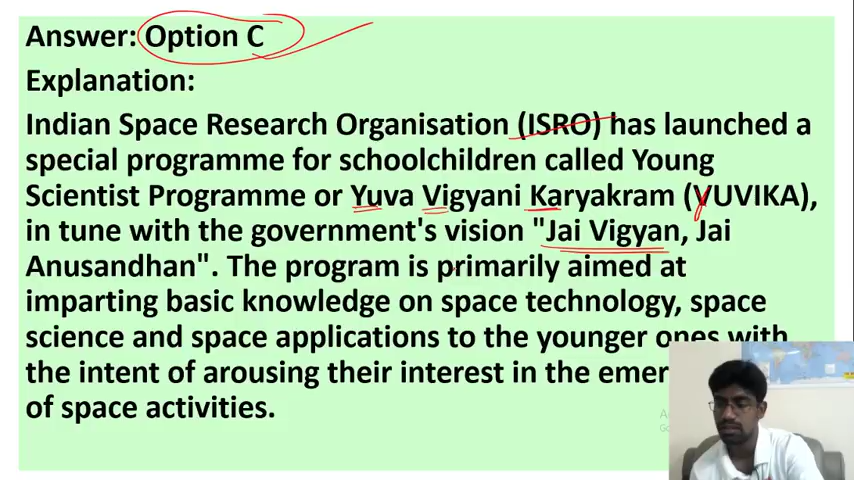 Answer: Option C
Explanation:
Indian Space Research Organisation (ISRO) has launched a
special programme for schoolchildren called Young
Scientist Programme or Yuva Vigyani Karyakram (YUVIKA),
in tune with the government's vision "Jai Vigyan, Jai
Anusandhan". The program is primarily aimed at
imparting basic knowledge on space technology, space
science and space applications to the younger ones with
the intent of arousing their interest in the
of space activities.